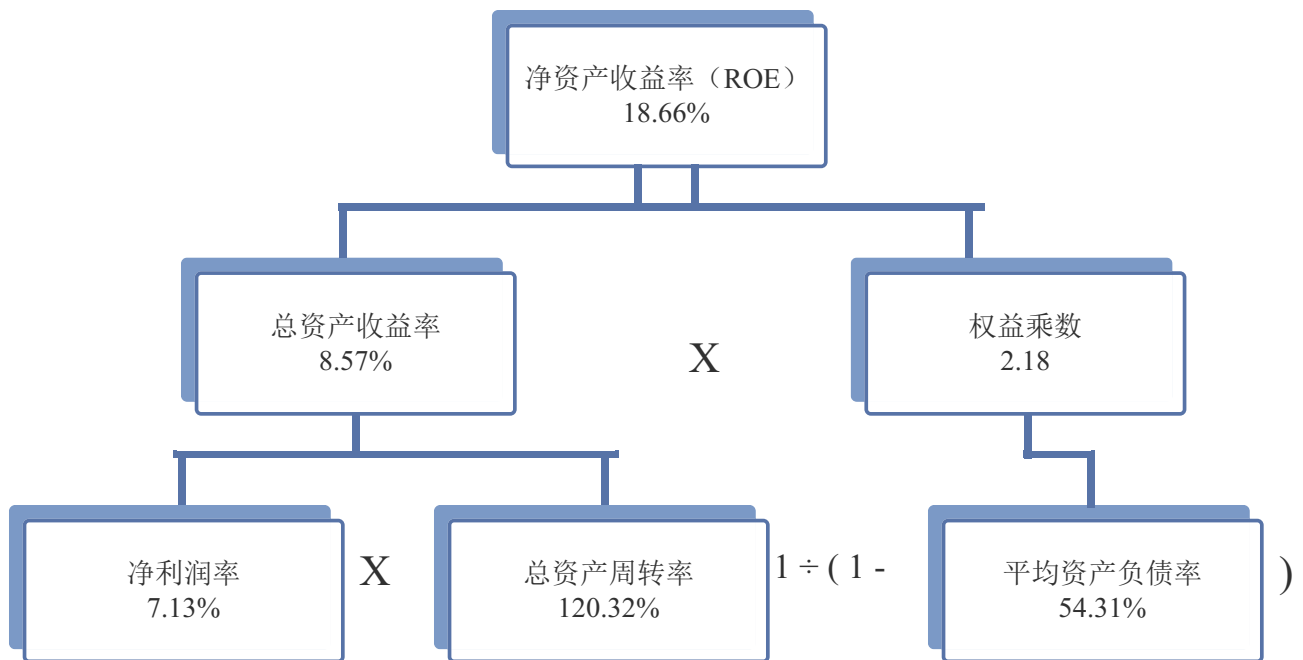 净资产收益率（ROE）
18.66%
总资产收益率
8.57%
X
权益乘数
2.18
净利润率
7.13%
X
总资产周转率
120.32%
1 ÷ ( 1 -
平均资产负债率
54.31%
)